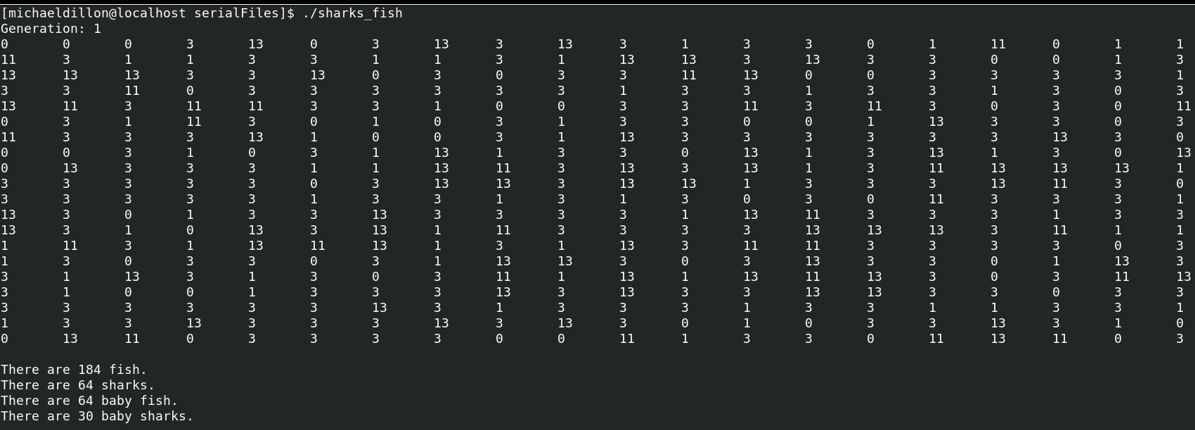 [michaeldillon@localhost serialFiles]$ ./sharks_fish
Generation: 1
0 0 0 3 13 0 3 13 3 13 3 1 3 3 0 1 11 0 1 1
11 3 1 1 3 3 1 1 3 1 13 13 3 13 3 3 0 0 1 3
13 13 13 3 3 13 0 3 0 3 3 11 13 0 0 3 3 3 3 1
3 3 11 0 3 3 3 3 3 3 1 3 3 1 3 3 1 3 0 3
13 11 3 11 11 3 3 1 0 0 3 3 11 3 11 3 0 3 0 11
0 3 1 11 3 0 1 0 3 1 3 3 0 0 1 13 3 3 0 3
11 3 3 3 13 1 0 0 3 1 13 3 3 3 3 3 3 13 3 0
0 0 3 1 0 3 1 13 1 3 3 0 13 1 3 13 1 3 0 13
0 13 3 3 3 1 1 13 11 3 13 3 13 1 3 11 13 13 13 1
3 3 3 3 3 0 3 13 13 3 13 13 1 3 3 3 13 11 3 0
3 3 3 3 3 1 3 3 1 3 1 3 0 3 0 11 3 3 3 1
13 3 0 1 3 3 13 3 3 3 3 1 13 11 3 3 3 1 3 3
13 3 1 0 13 3 13 1 11 3 3 3 3 13 13 13 3 11 1 1
1 11 3 1 13 11 13 1 3 1 13 3 11 11 3 3 3 3 0 3
1 3 0 3 3 0 3 1 13 13 3 0 3 13 3 3 0 1 13 3
3 1 13 3 1 3 0 3 11 1 13 1 13 11 13 3 0 3 11 13
3 1 0 0 1 3 3 3 13 3 13 3 3 13 13 3 3 0 3 3
3 3 3 3 3 3 13 3 1 3 3 3 1 3 3 1 1 3 3 1
1 3 3 13 3 3 3 13 3 13 3 0 1 0 3 3 13 3 1 0
0 13 11 0 3 3 3 3 0 0 11 1 3 3 0 11 13 11 0 3
There are 184 fish.
There are 64 sharks.
There are 64 baby fish.
There are 30 baby sharks.